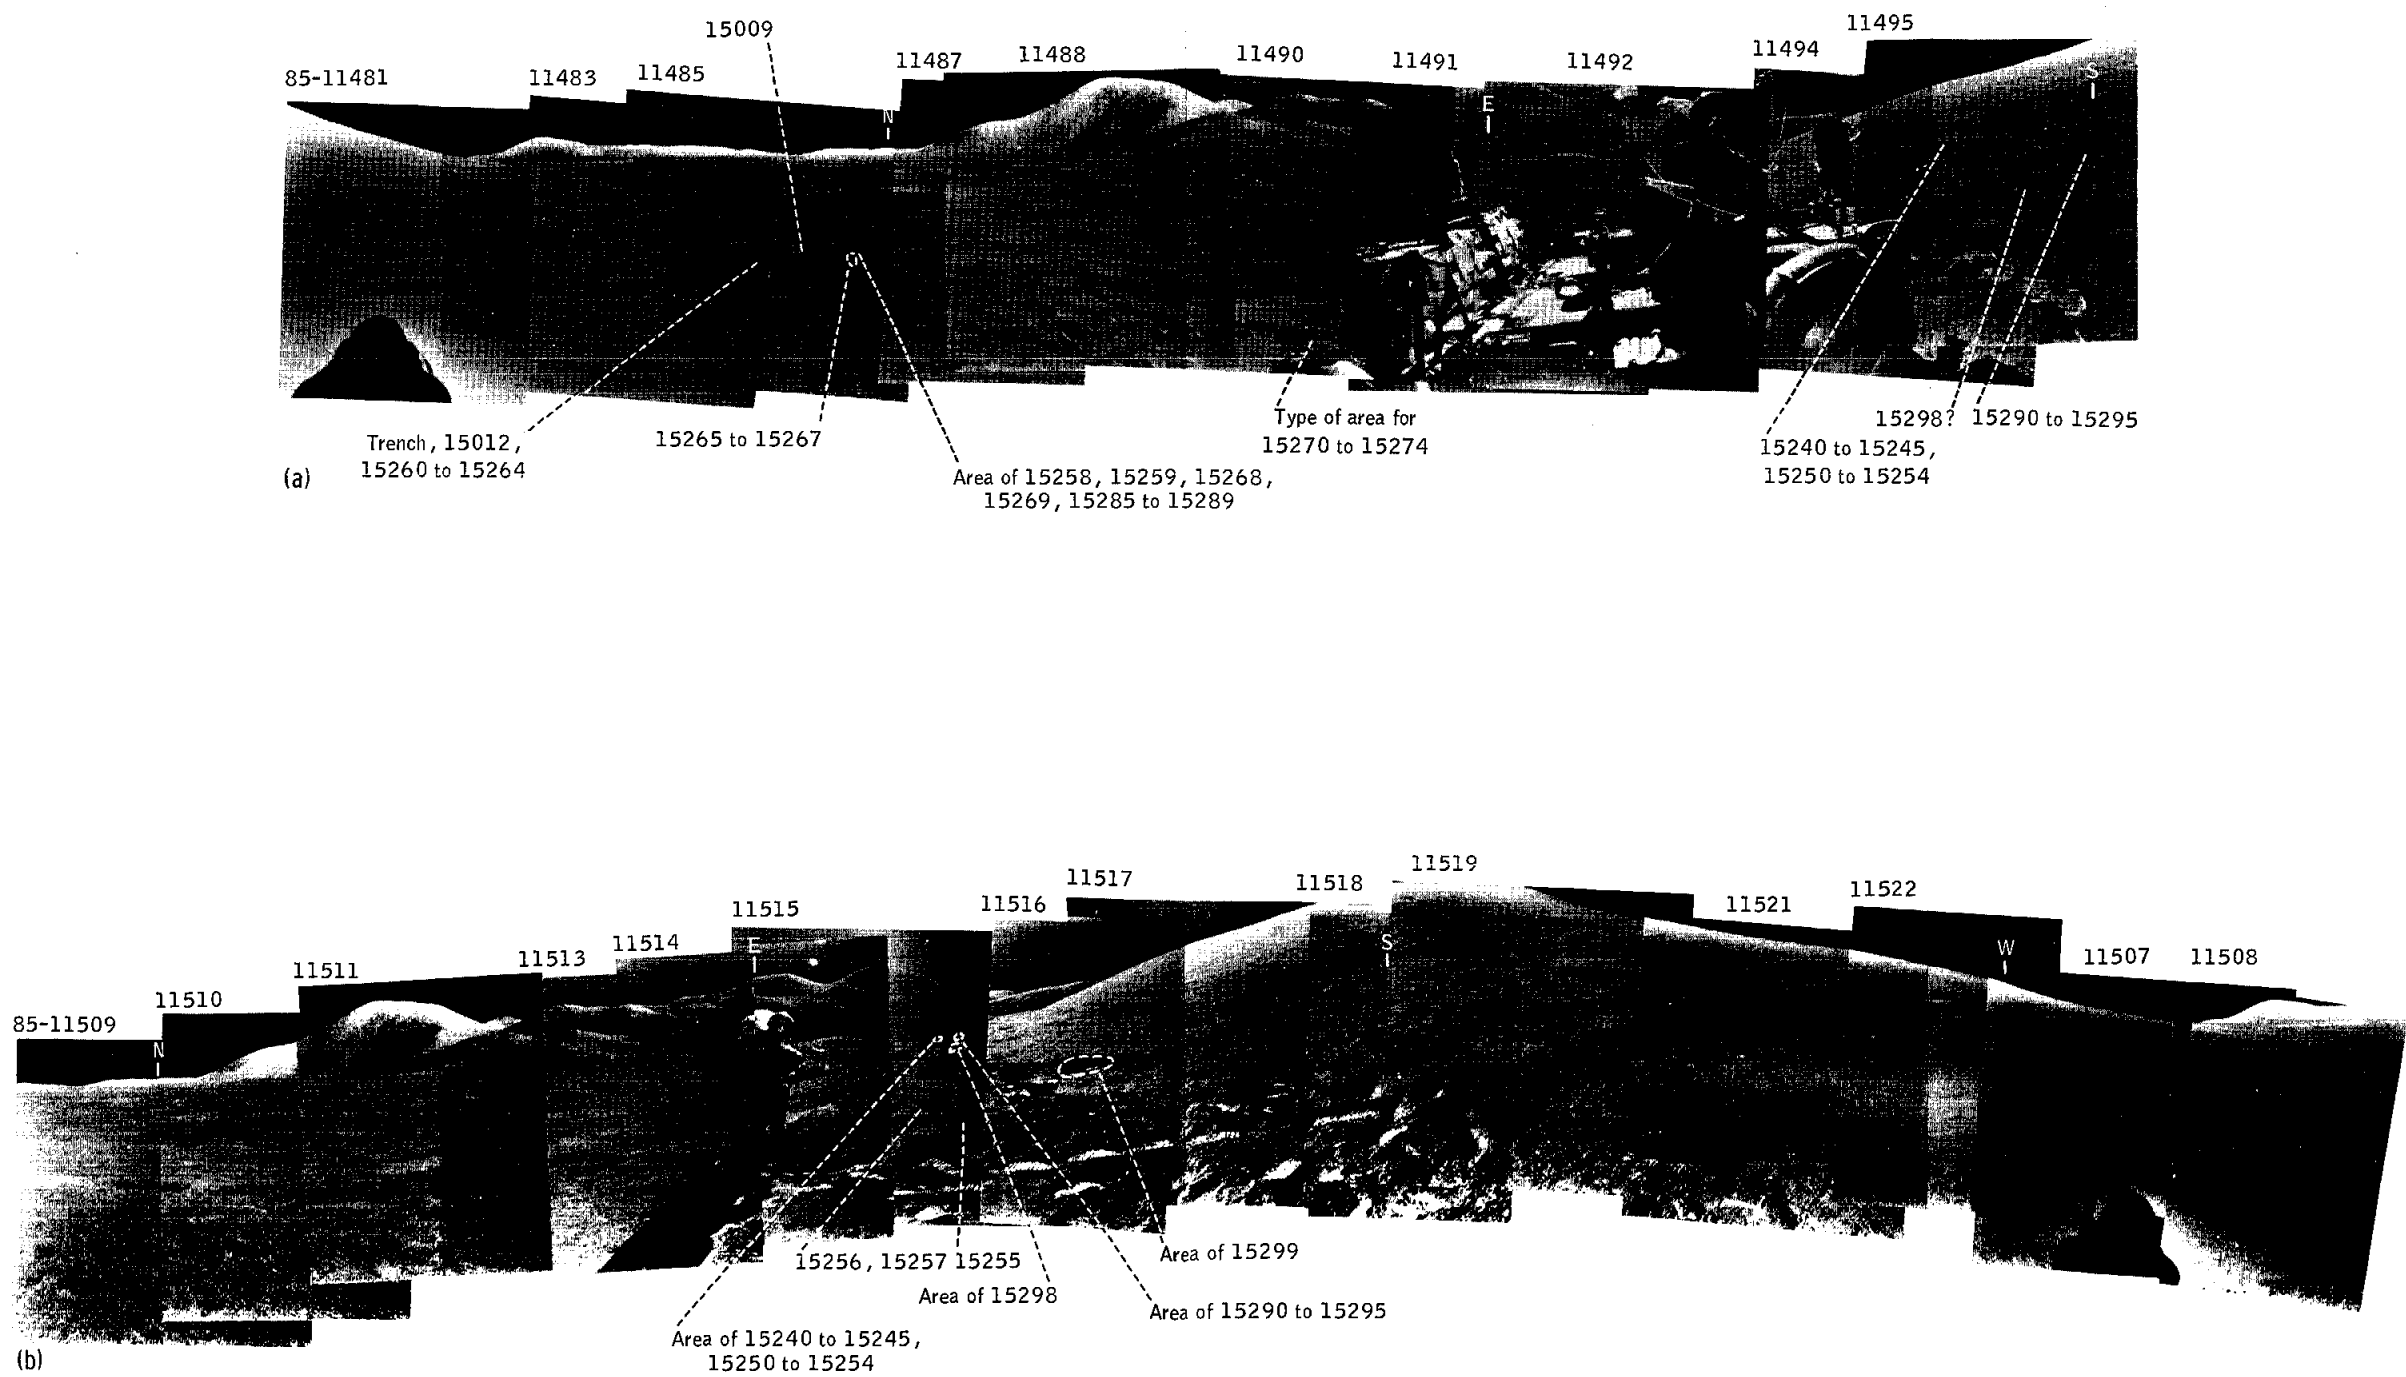 15009
11495
85-11481
11483
11485
11487
11488
11490
11491
11492
11494
N
E
S
Trench, 15012,
15260 to 15264
15265 to 15267
Area of 15258, 15259, 15268,
15269, 15285 to 15289
Type of area for
15270 to 15274
15298?
15290 to 15295
15240 to 15245,
15250 to 15254
(a)
85-11509
11510
11511
11513
11514
11515
11516
11517
11518
11519
11521
11522
11507
11508
N
E
S
W
15256, 15257
15255
Area of 15298
Area of 15299
Area of 15290 to 15295
Area of 15240 to 15245,
15250 to 15254
(b)